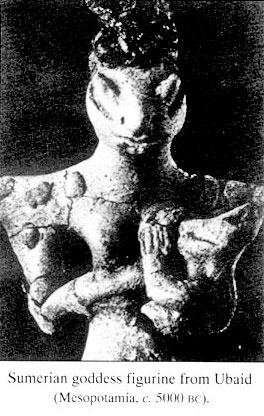 Sumerian goddess figurine from Ubaid
(Mesopotamia, c. 5000 BC).